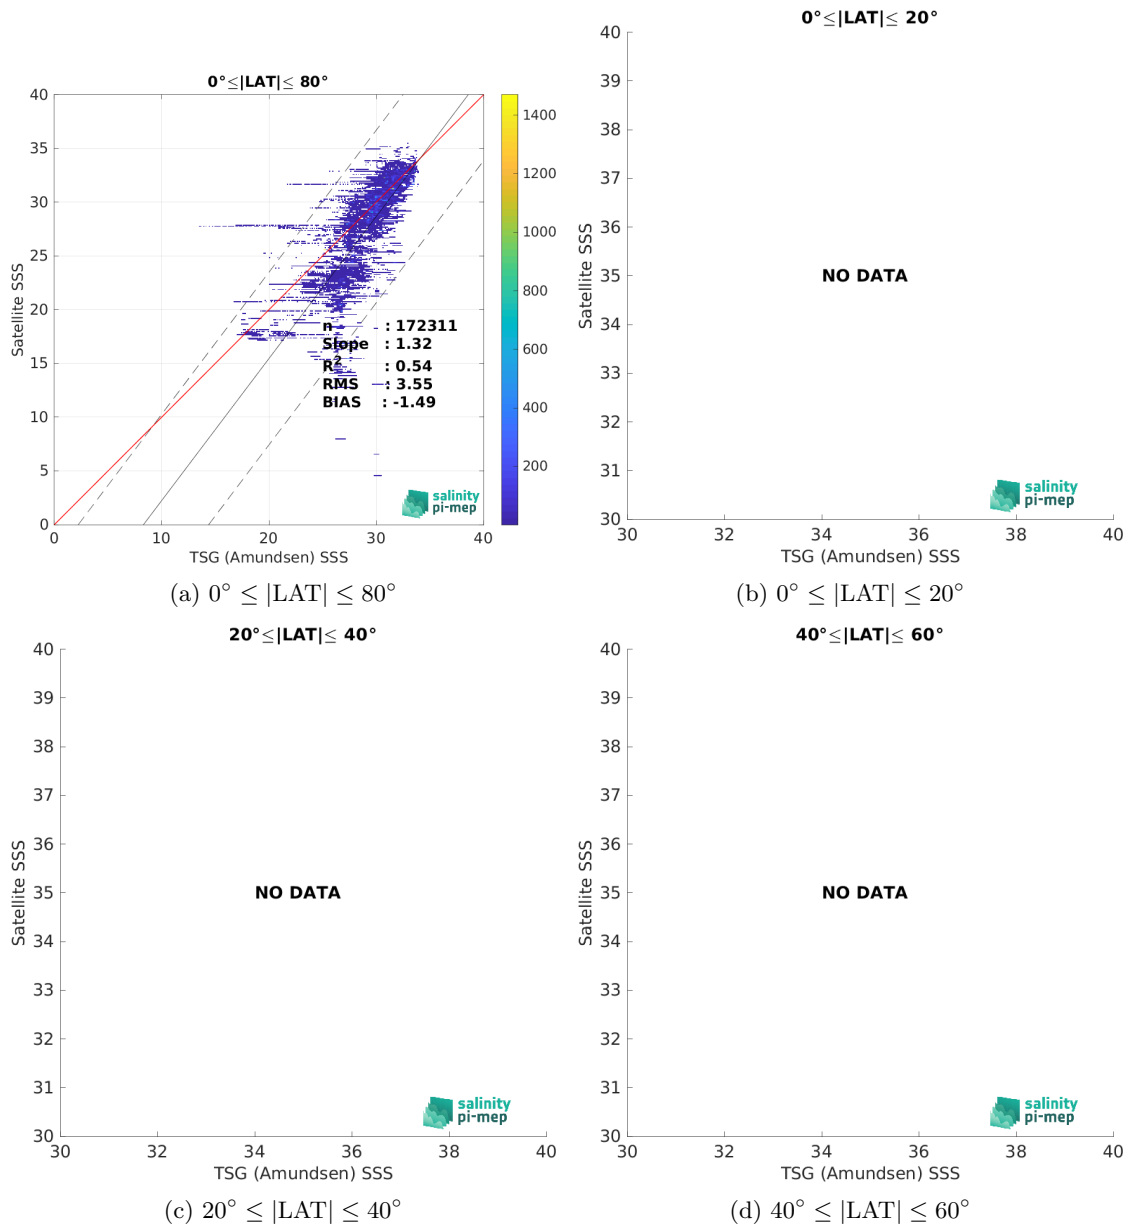 0°≤|LAT|≤ 80°
40
35
30
25
20
15
10
5
0
0
10
20
30
40
Satellite SSS
TSG (Amundsen) SSS
1400
1200
1000
800
600
400
200
n : 172311
Slope : 1.32
R² : 0.54
RMS : 3.55
BIAS : -1.49
salinity
pi-mep
(a) 0° ≤ |LAT| ≤ 80°
0°≤|LAT|≤ 20°
40
39
38
37
36
35
34
33
32
31
30
30
32
34
36
38
40
Satellite SSS
NO DATA
TSG (Amundsen) SSS
salinity
pi-mep
(b) 0° ≤ |LAT| ≤ 20°
20°≤|LAT|≤ 40°
40
39
38
37
36
35
34
33
32
31
30
30
32
34
36
38
40
Satellite SSS
NO DATA
TSG (Amundsen) SSS
salinity
pi-mep
(c) 20° ≤ |LAT| ≤ 40°
40°≤|LAT|≤ 60°
40
39
38
37
36
35
34
33
32
31
30
30
32
34
36
38
40
Satellite SSS
NO DATA
TSG (Amundsen) SSS
salinity
pi-mep
(d) 40° ≤ |LAT| ≤ 60°